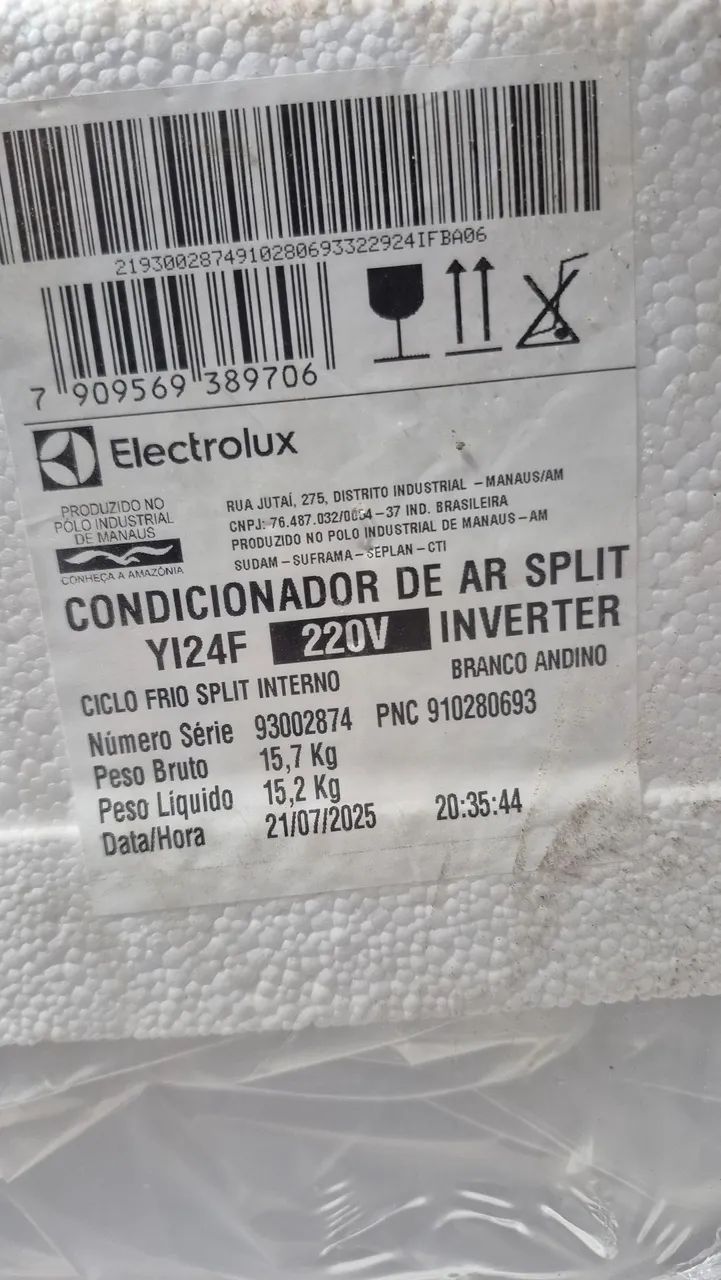 2193002874910280693322924IFBA06
7 909569 389706
Electrolux
PRODUZIDO NO
PÓLO INDUSTRIAL
DE MANAUS
CONHEÇA A AMAZÔNIA
RUA JUTAÍ, 275, DISTRITO INDUSTRIAL - MANAUS/AM
CNPJ: 76.487.032/0064-37 IND. BRASILEIRA
PRODUZIDO NO POLO INDUSTRIAL DE MANAUS-AM
SUDAM-SUFRAMA-SEPLAN-CTI
CONDICIONADOR DE AR SPLIT
YI24F 220V INVERTER
CICLO FRIO SPLIT INTERNO BRANCO ANDINO
Número Série 93002874 PNC 910280693
Peso Bruto 15,7 Kg
Peso Líquido 15,2 Kg
Data/Hora 21/07/2025 20:35:44